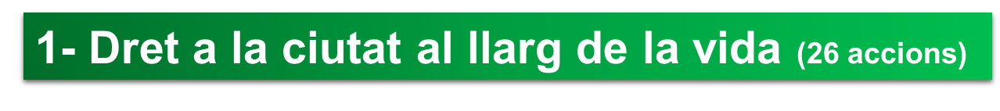 1- Dret a la ciutat al llarg de la vida (26 accions)